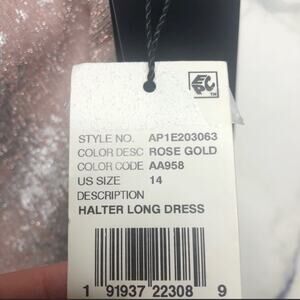 STYLE NO. AP1E203063
COLOR DESC ROSE GOLD
COLOR CODE AA958
US SIZE 14
DESCRIPTION
HALTER LONG DRESS
1 91937 22308 9